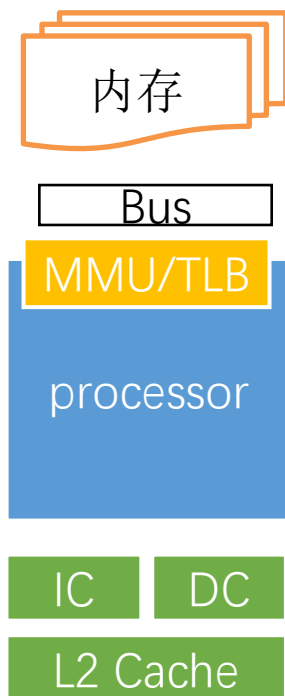 内存
Bus
MMU/TLB
processor
IC DC
L2 Cache